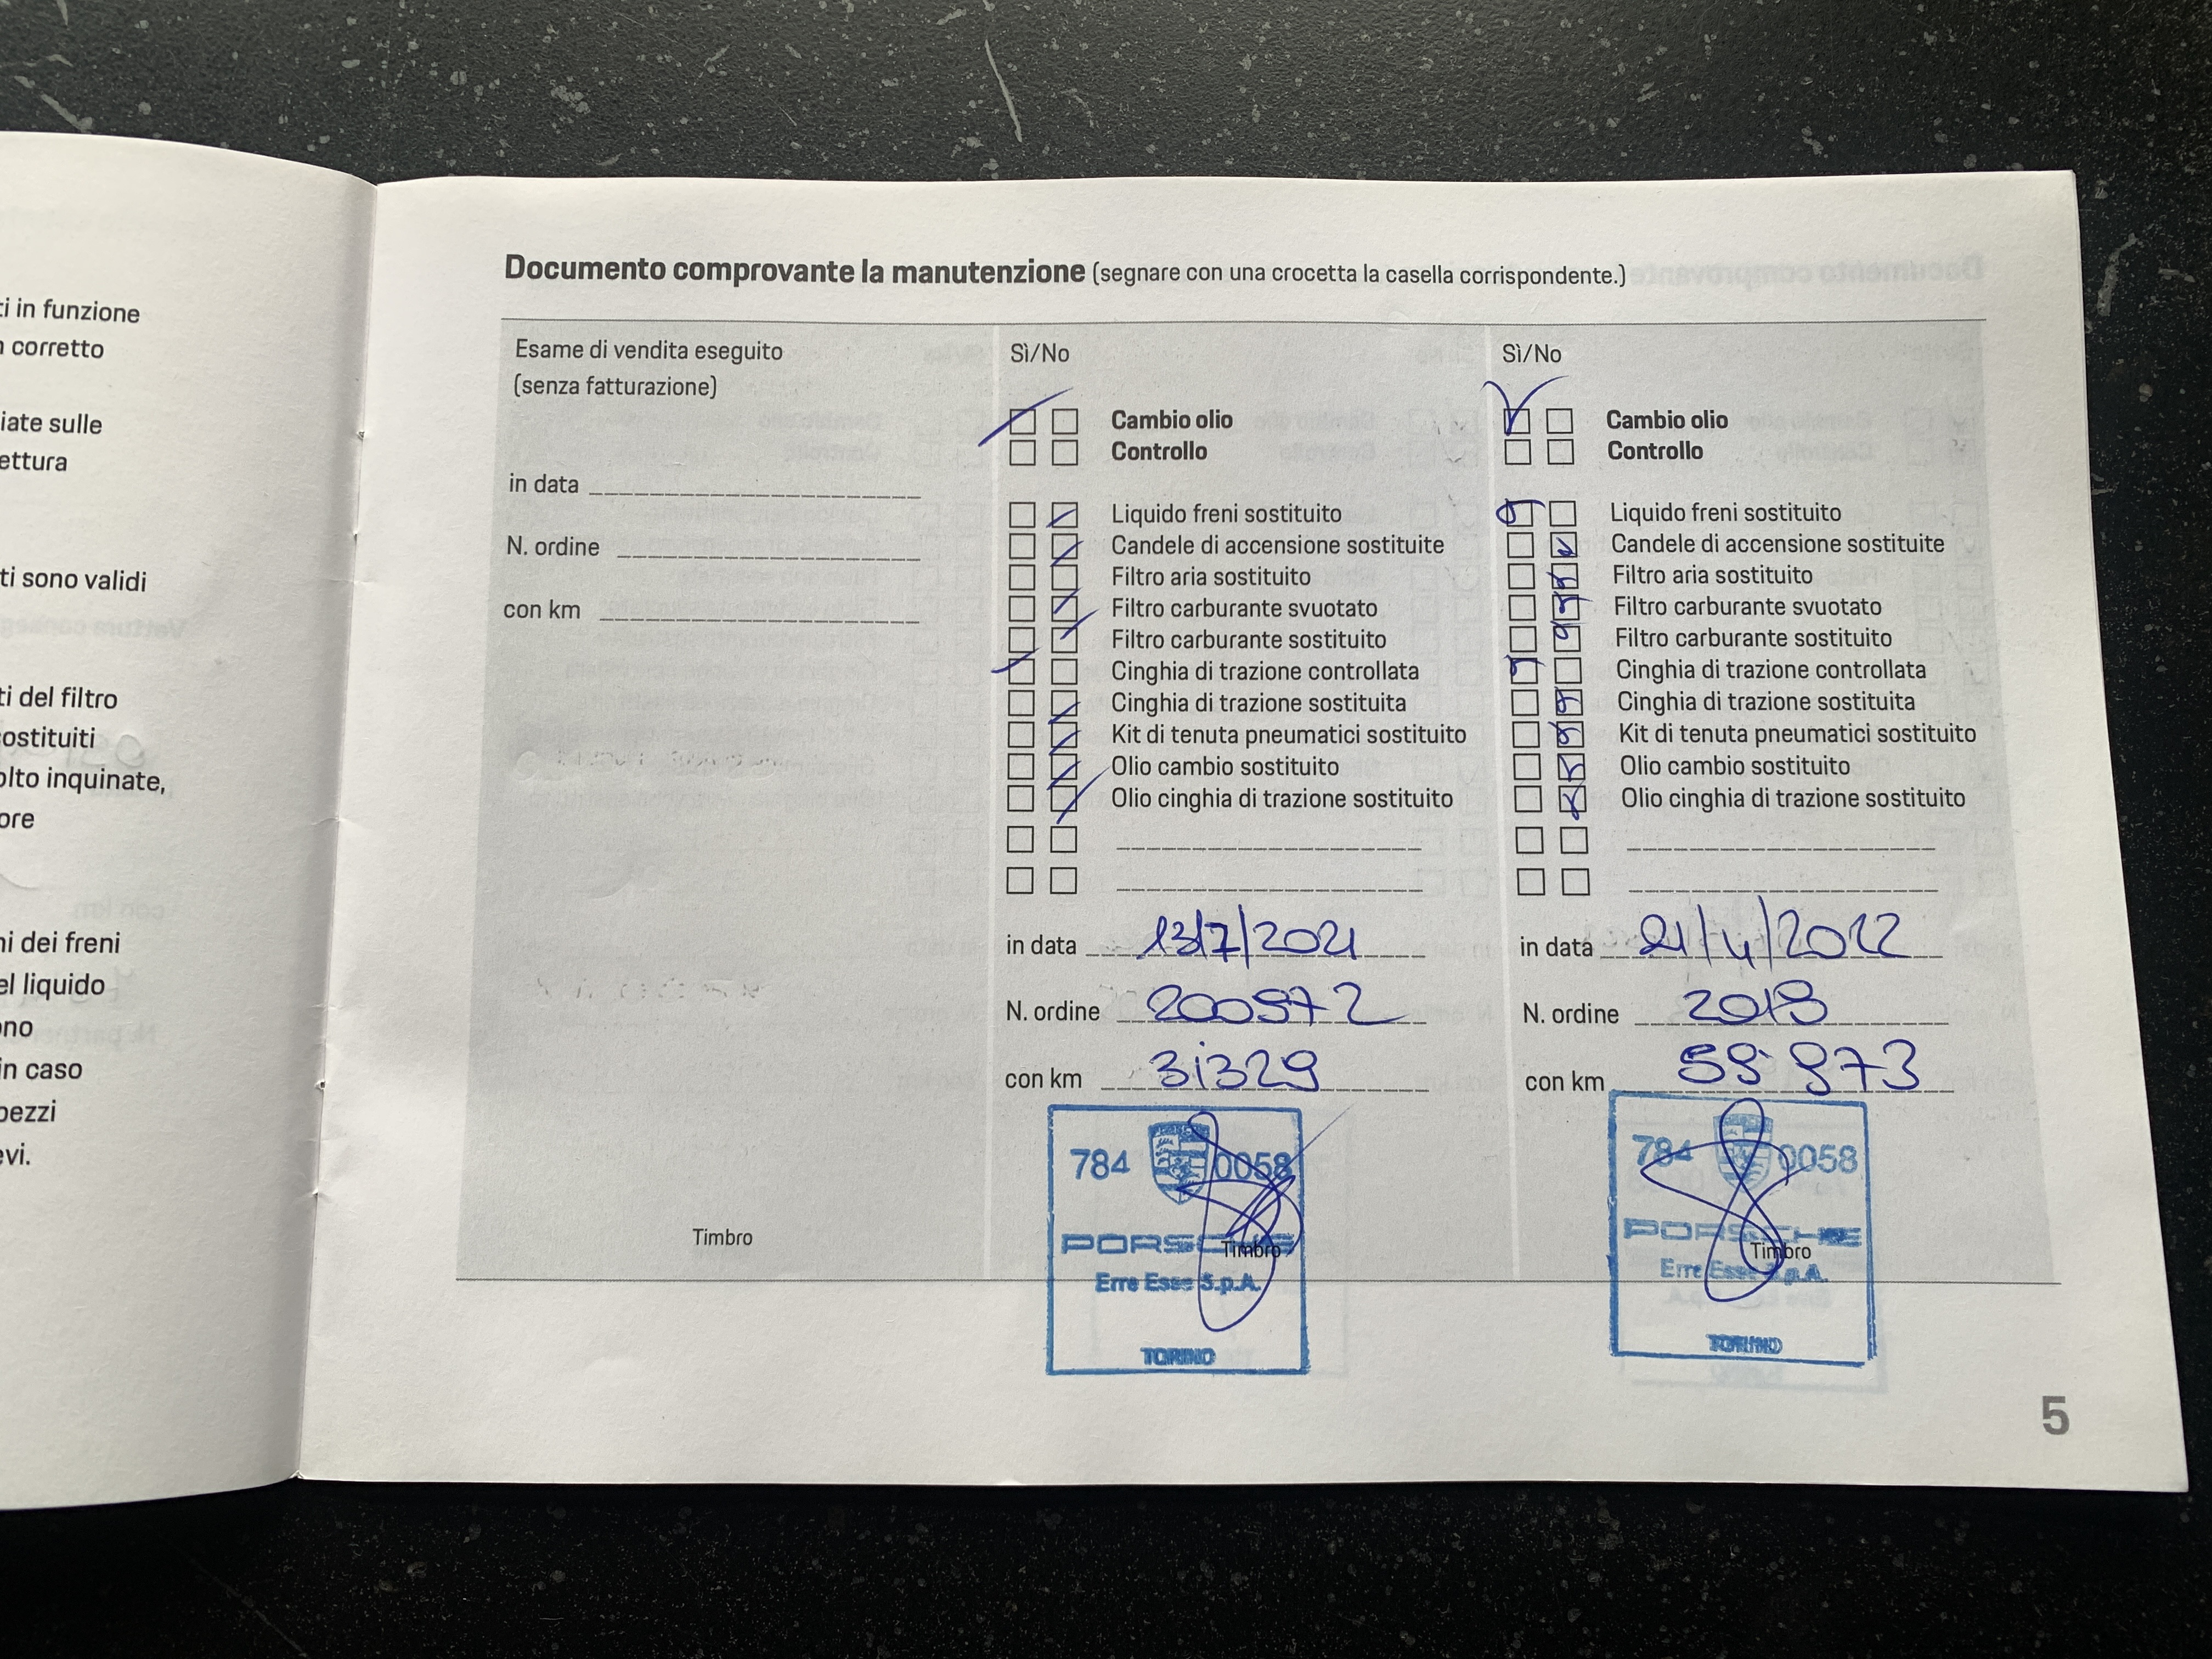 ti in funzione
n corretto
iate sulle
ettura
ti sono validi
ti del filtro
ostituiti
olto inquinate,
ore
ni dei freni
el liquido
ono
in caso
pezzi
evi.
Documento comprovante la manutenzione (segnare con una crocetta la casella corrispondente.)
Esame di vendita eseguito
(senza fatturazione)
in data
N. ordine
con km
Timbro
Sì/No
Cambio olio
Controllo
Liquido freni sostituito
Candele di accensione sostituite
Filtro aria sostituito
Filtro carburante svuotato
Filtro carburante sostituito
Cinghia di trazione controllata
Cinghia di trazione sostituita
Kit di tenuta pneumatici sostituito
Olio cambio sostituito
Olio cinghia di trazione sostituito
in data 13/7/2021
N. ordine 200972
con km 31329
784 0058
PORSCHE
Timbro
Erre Esse S.p.A.
TORINO
Sì/No
Cambio olio
Controllo
Liquido freni sostituito
Candele di accensione sostituite
Filtro aria sostituito
Filtro carburante svuotato
Filtro carburante sostituito
Cinghia di trazione controllata
Cinghia di trazione sostituita
Kit di tenuta pneumatici sostituito
Olio cambio sostituito
Olio cinghia di trazione sostituito
in data 21/4/2022
N. ordine 2019
con km 59 973
784 0058
PORSCHE
Timbro
Erre Esse S.p.A.
TORINO
5